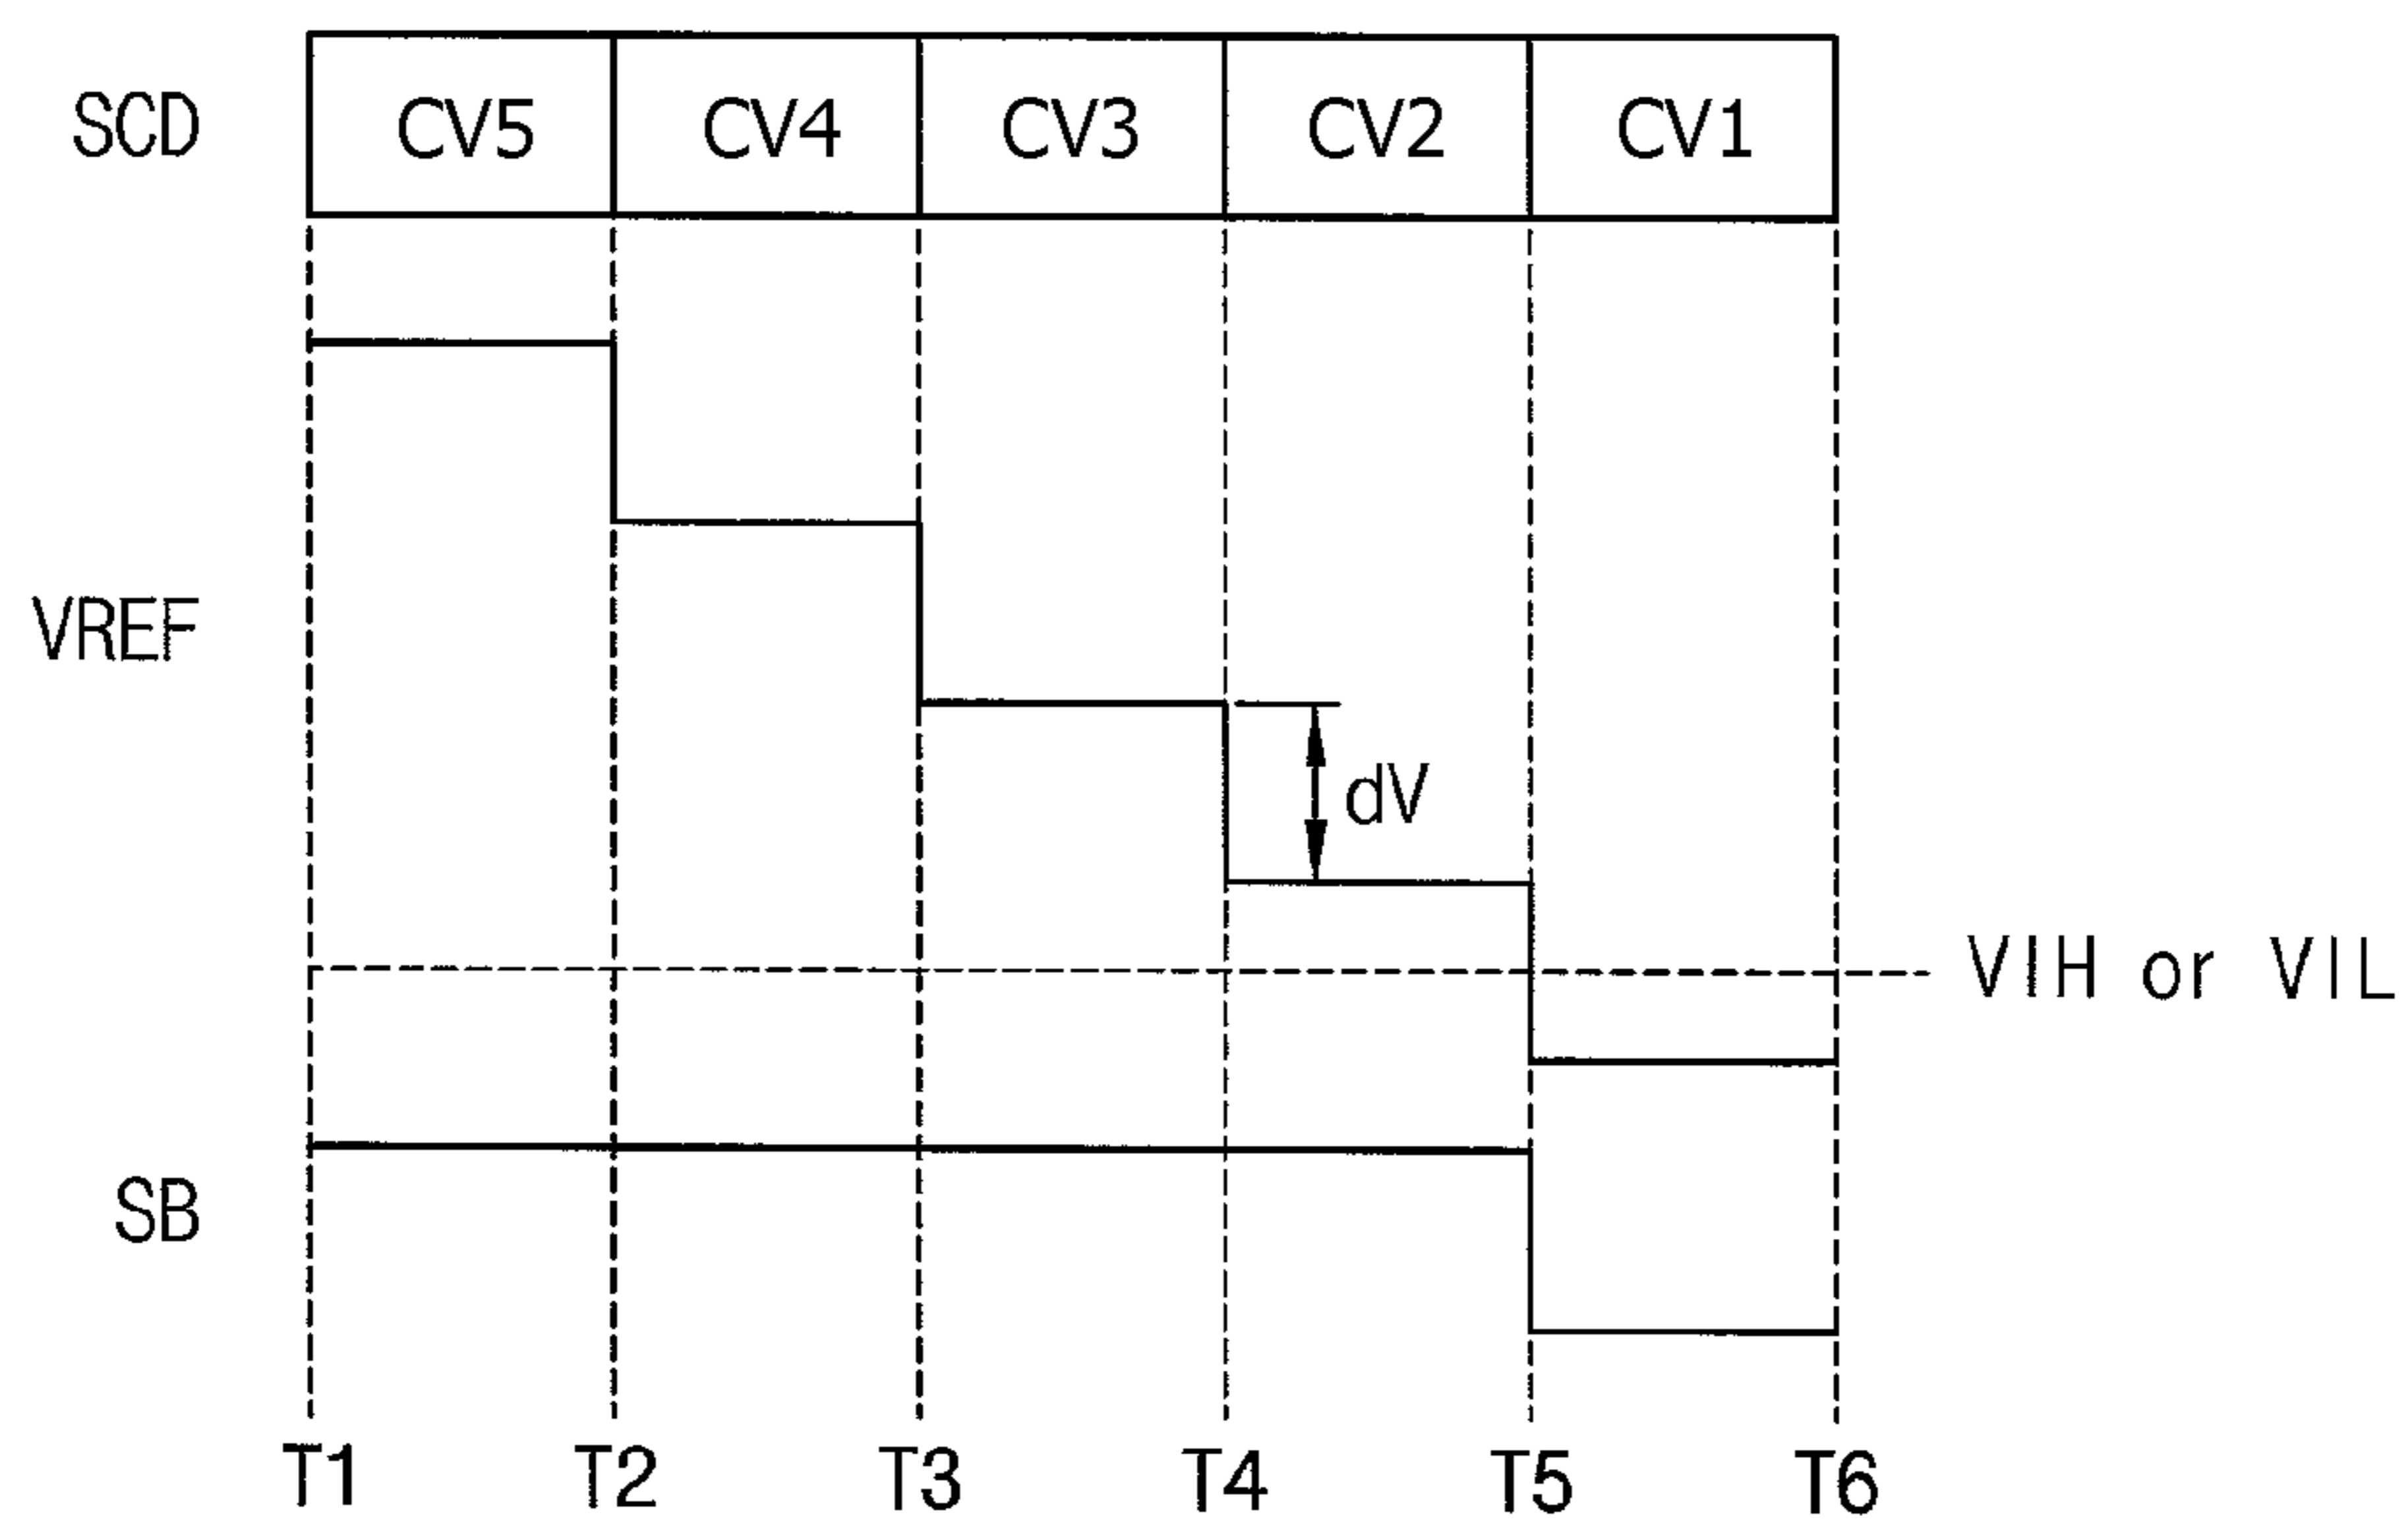 SCD CV5 CV4 CV3 CV2 CV1
VREF
dV
VIH or VIL
SB
T1 T2 T3 T4 T5 T6